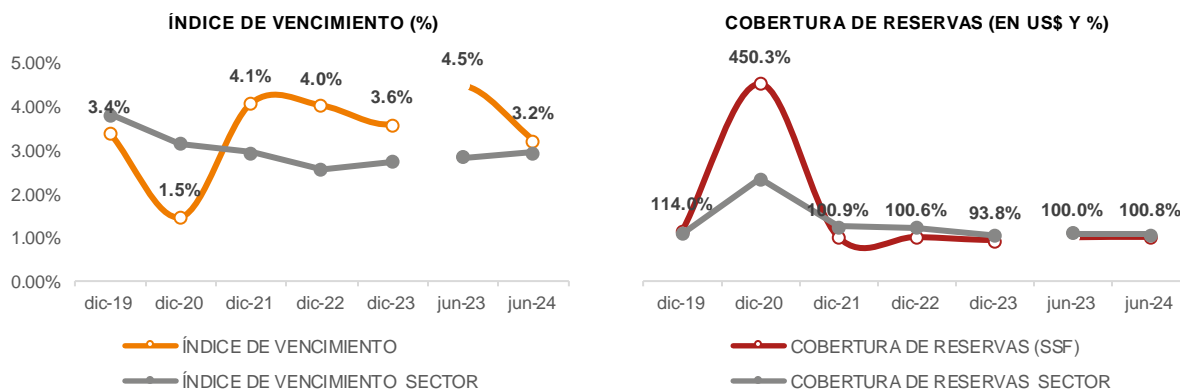 ÍNDICE DE VENCIMIENTO (%)
5.00%
4.00%
3.00%
2.00%
1.00%
0.00%
3.4%
1.5%
4.1%
4.0%
3.6%
4.5%
3.2%
dic-19 dic-20 dic-21 dic-22 dic-23 jun-23 jun-24
ÍNDICE DE VENCIMIENTO
ÍNDICE DE VENCIMIENTO SECTOR
COBERTURA DE RESERVAS (EN US$ Y %)
114.0%
450.3%
100.9%
100.6%
93.8%
100.0%
100.8%
dic-19 dic-20 dic-21 dic-22 dic-23 jun-23 jun-24
COBERTURA DE RESERVAS (SSF)
COBERTURA DE RESERVAS SECTOR